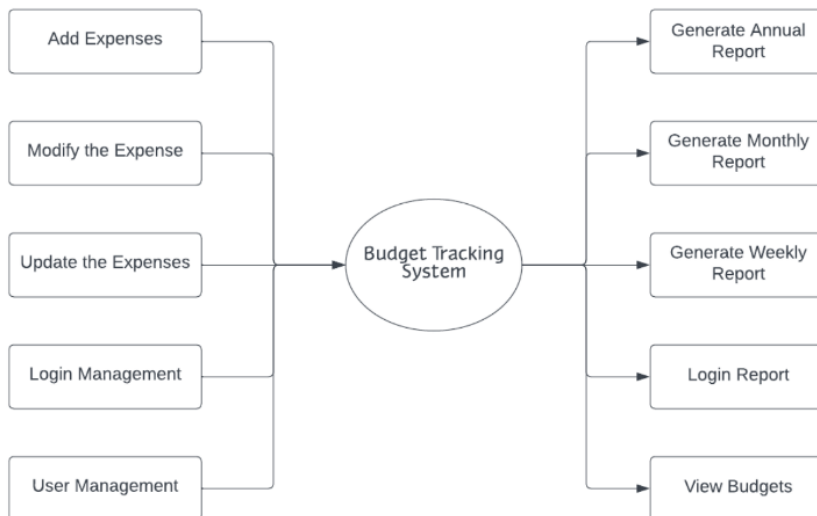 Add Expenses
Modify the Expense
Update the Expenses
Login Management
User Management
Budget Tracking
System
Generate Annual
Report
Generate Monthly
Report
Generate Weekly
Report
Login Report
View Budgets